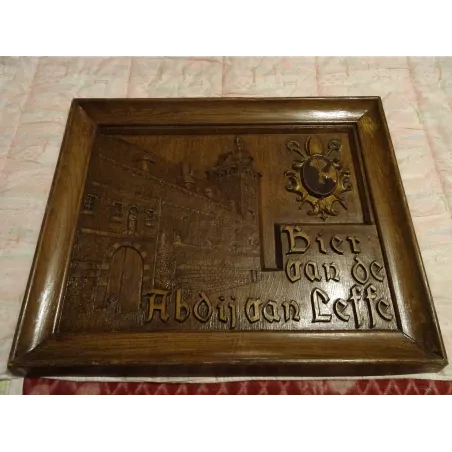 Bier
van de
Abdij van Leffe